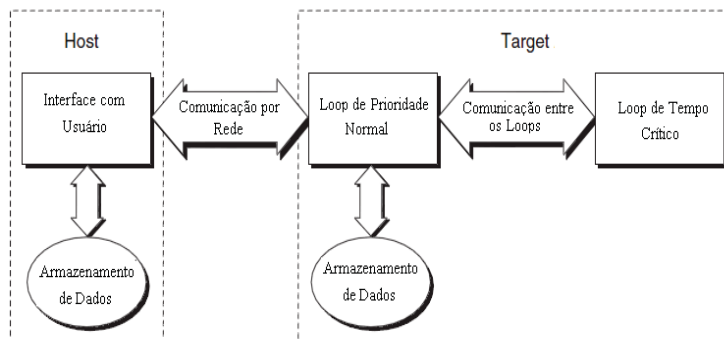 Host
Target
Interface com
Usuário
Comunicação por
Rede
Loop de Prioridade
Normal
Comunicação entre
os Loops
Loop de Tempo
Crítico
Armazenamento
de Dados
Armazenamento
de Dados